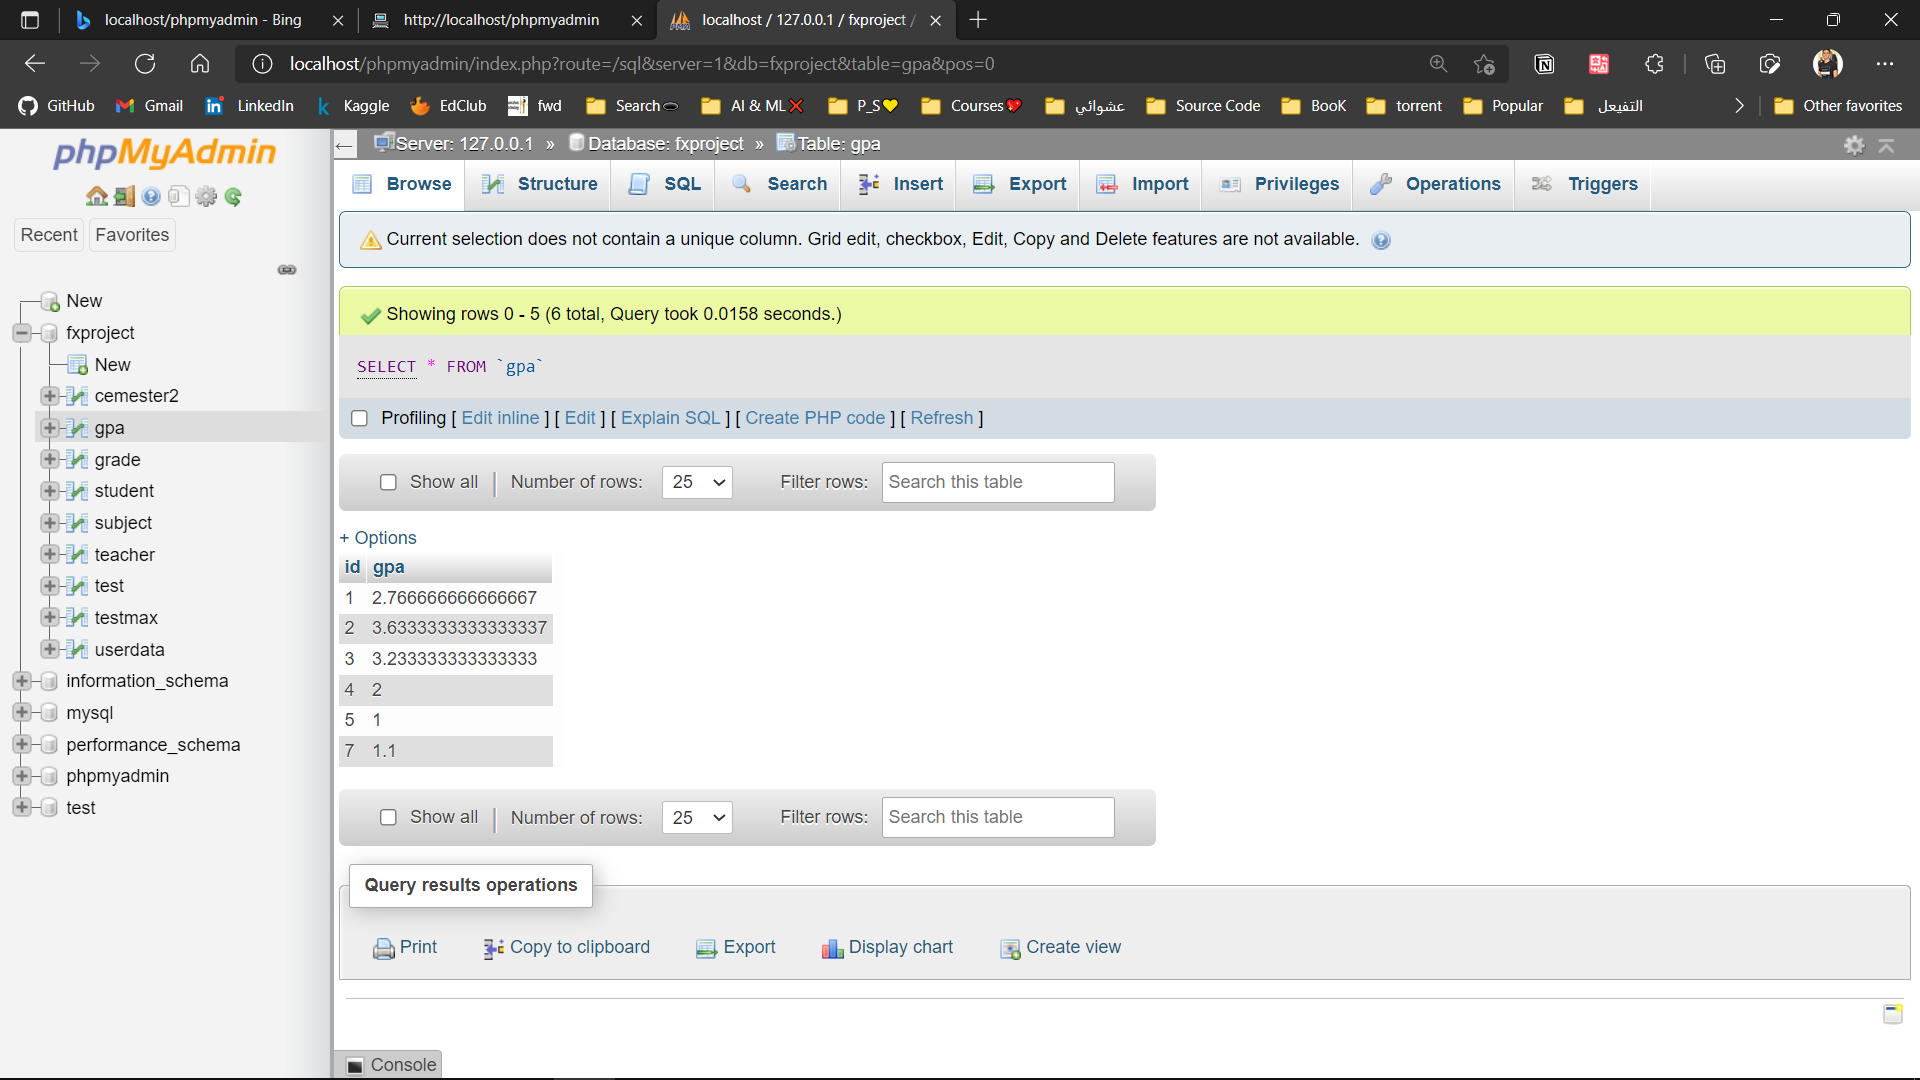 localhost/phpmyadmin - Bing
http://localhost/phpmyadmin
localhost / 127.0.0.1 / fxproject /
localhost/phpmyadmin/index.php?route=/sql&server=1&db=fxproject&table=gpa&pos=0
GitHub
Gmail
LinkedIn
Kaggle
EdClub
fwd
Search
AI & ML
P_S
Courses
عشوائي
Source Code
BooK
torrent
Popular
التفيعل
Other favorites
phpMyAdmin
Recent
Favorites
New
fxproject
New
cemester2
gpa
grade
student
subject
teacher
test
testmax
userdata
information_schema
mysql
performance_schema
phpmyadmin
test
Server: 127.0.0.1 » Database: fxproject » Table: gpa
Browse
Structure
SQL
Search
Insert
Export
Import
Privileges
Operations
Triggers
Current selection does not contain a unique column. Grid edit, checkbox, Edit, Copy and Delete features are not available.
Showing rows 0 - 5 (6 total, Query took 0.0158 seconds.)
SELECT * FROM `gpa`
Profiling [ Edit inline ] [ Edit ] [ Explain SQL ] [ Create PHP code ] [ Refresh ]
Show all | Number of rows: 25 Filter rows: Search this table
+ Options
id gpa
1 2.766666666666667
2 3.6333333333333337
3 3.233333333333333
4 2
5 1
7 1.1
Show all | Number of rows: 25 Filter rows: Search this table
Query results operations
Print
Copy to clipboard
Export
Display chart
Create view
Console